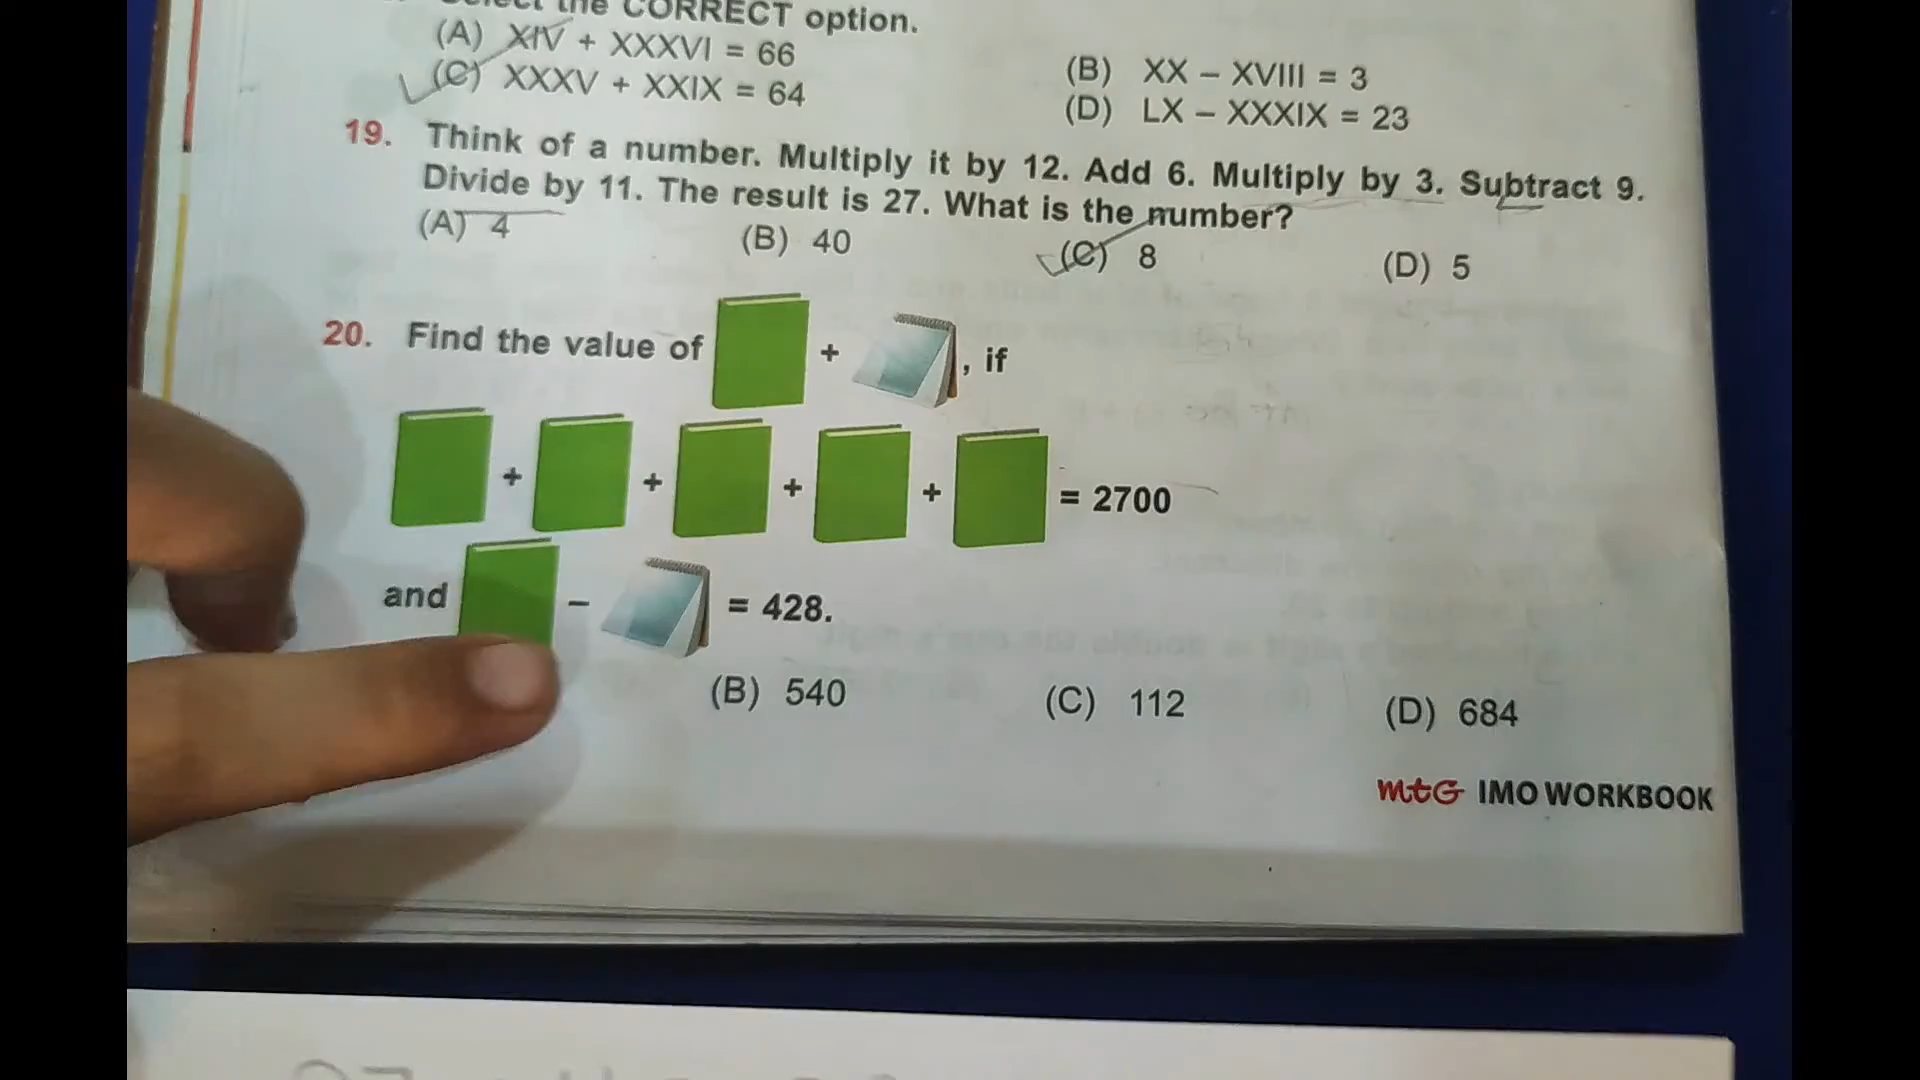 the CORRECT option.
(A) XIV + XXXVI = 66
(B) XX – XVIII = 3
(C) XXXV + XXIX = 64
(D) LX – XXXIX = 23
19. Think of a number. Multiply it by 12. Add 6. Multiply by 3. Subtract 9.
Divide by 11. The result is 27. What is the number?
(A) 4 (B) 40 (C) 8 (D) 5
20. Find the value of + , if
+ + + + = 2700
and – = 428.
(B) 540 (C) 112 (D) 684
mtG IMO WORKBOOK